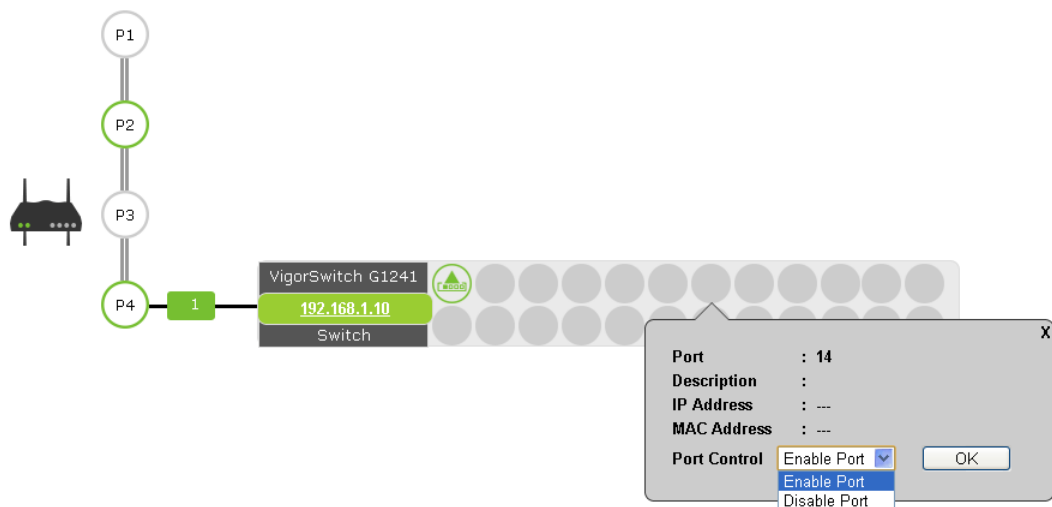 P1
P2
P3
P4
1
VigorSwitch G1241
192.168.1.10
Switch
X
Port : 14
Description :
IP Address : ---
MAC Address : ---
Port Control Enable Port OK
Enable Port
Disable Port